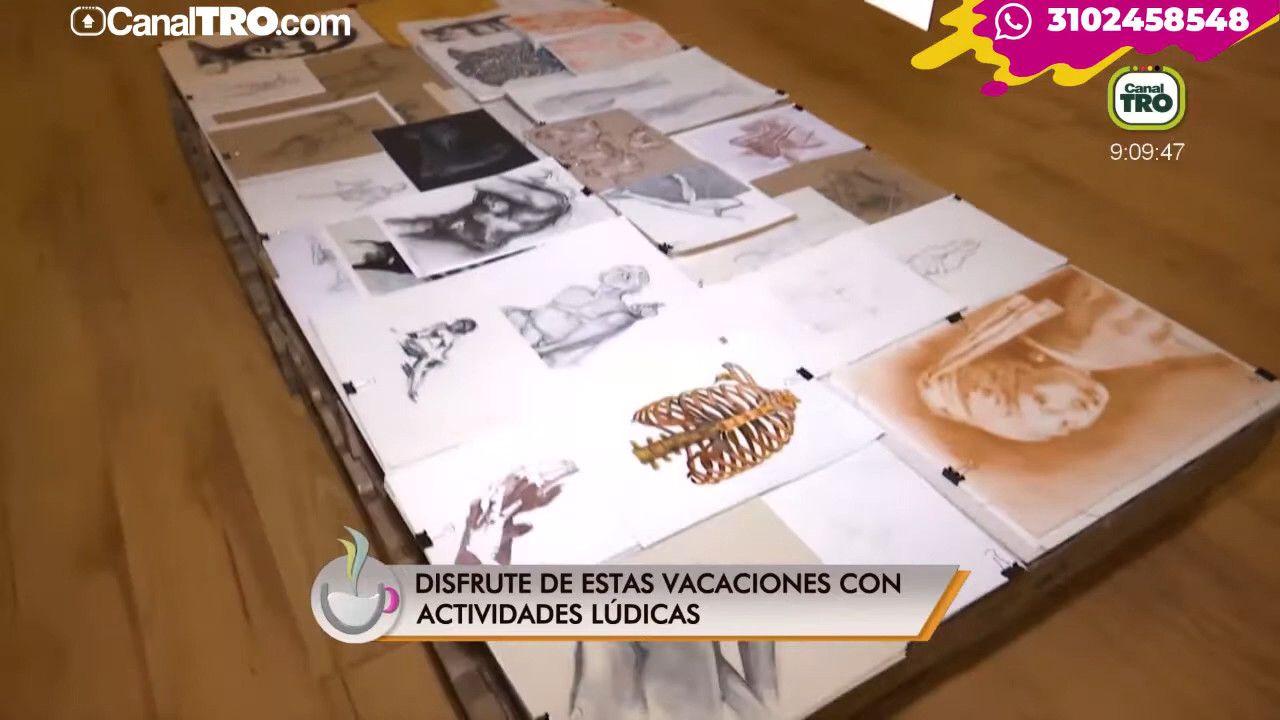 CanalTRO.com
3102458548
Canal
TRO
9:09:47
DISFRUTE DE ESTAS VACACIONES CON
ACTIVIDADES LÚDICAS